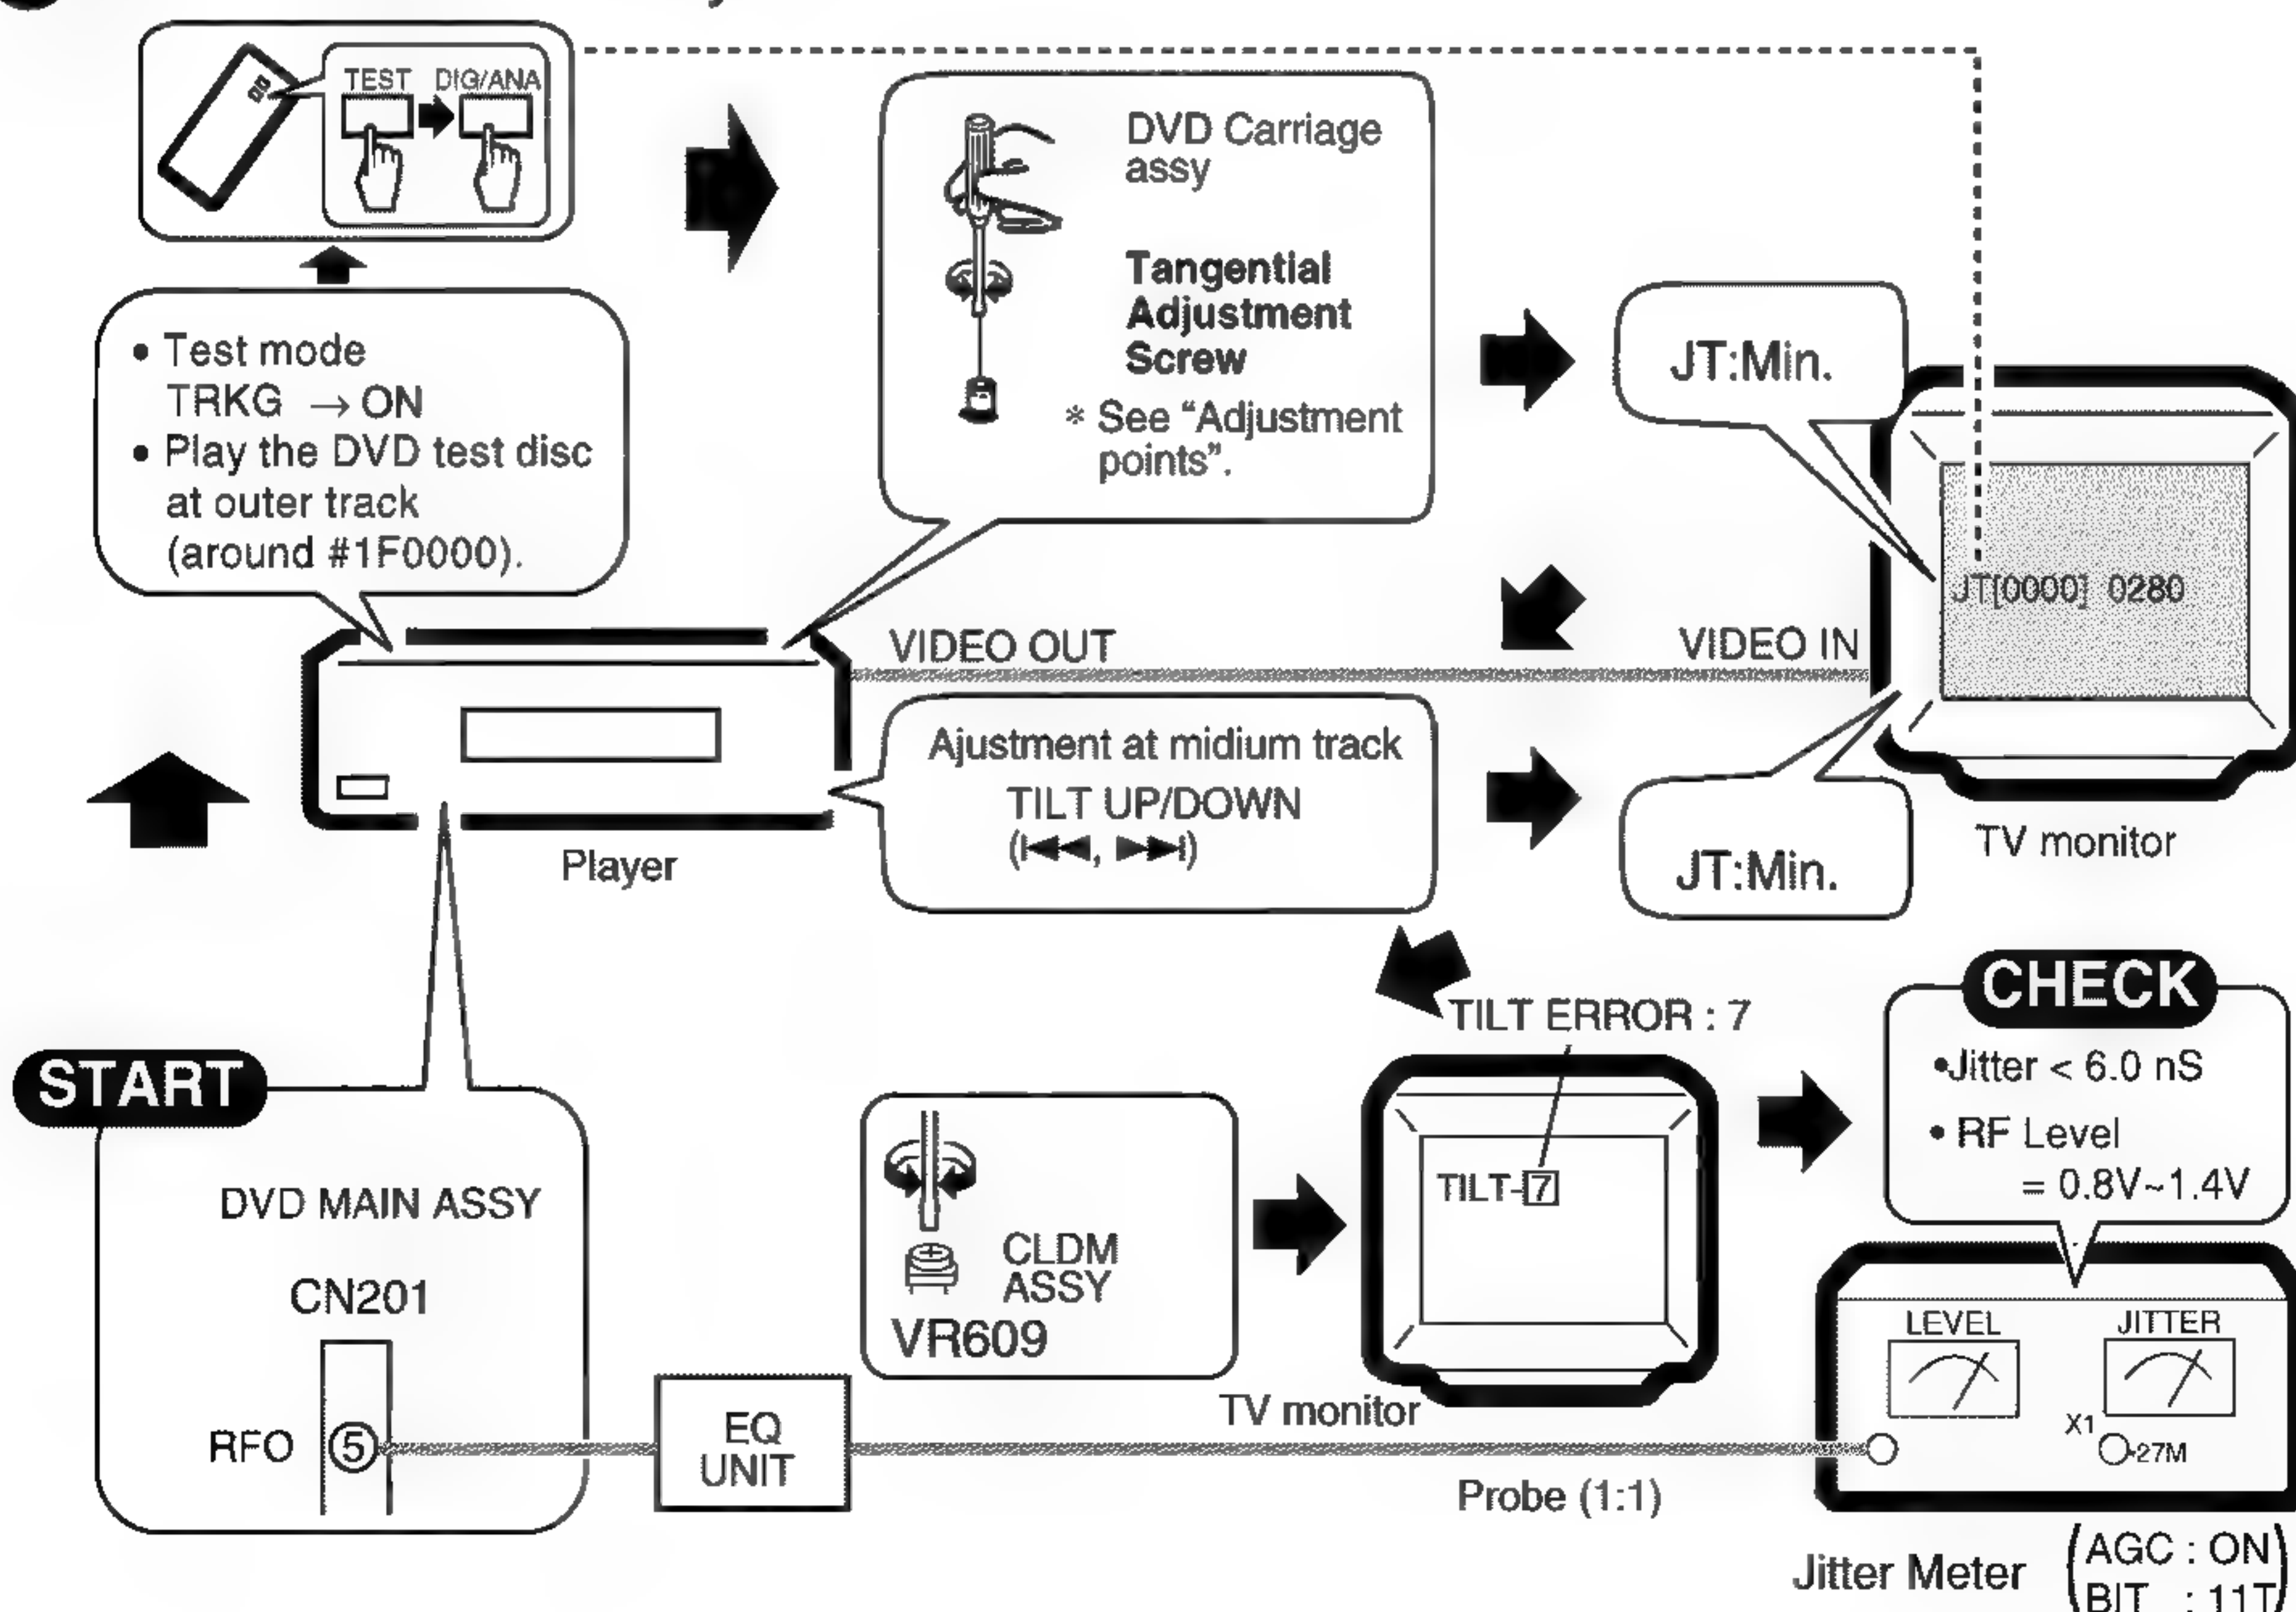 TEST DIG/ANA
• Test mode
TRKG → ON
• Play the DVD test disc
at outer track
(around #1F0000).
DVD Carriage
assy
Tangential
Adjustment
Screw
* See “Adjustment
points”.
JT:Min.
JT[0000] 0280
VIDEO OUT
VIDEO IN
Ajustment at midium track
TILT UP/DOWN
(I◀◀, ▶▶I)
JT:Min.
TV monitor
Player
START
DVD MAIN ASSY
CN201
RFO ⑤
EQ
UNIT
CLDM
ASSY
VR609
TILT ERROR : 7
TILT-7
TV monitor
CHECK
•Jitter < 6.0 nS
• RF Level
= 0.8V~1.4V
LEVEL JITTER
X1
27M
Probe (1:1)
Jitter Meter
(AGC : ON)
BIT : 11T